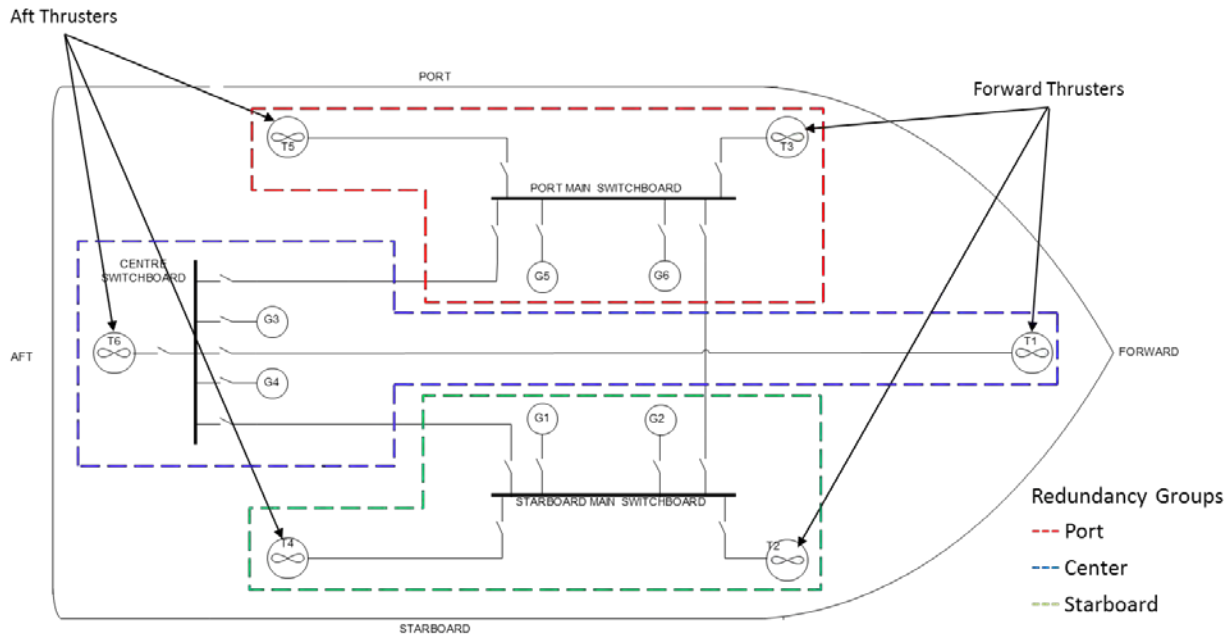 Aft Thrusters
PORT
Forward Thrusters
T5
T3
PORT MAIN SWITCHBOARD
CENTRE
SWITCHBOARD
G5
G6
G3
AFT
T6
T1
FORWARD
G4
G1
G2
STARBOARD MAIN SWITCHBOARD
Redundancy Groups
T4
T2
Port
Center
Starboard
STARBOARD